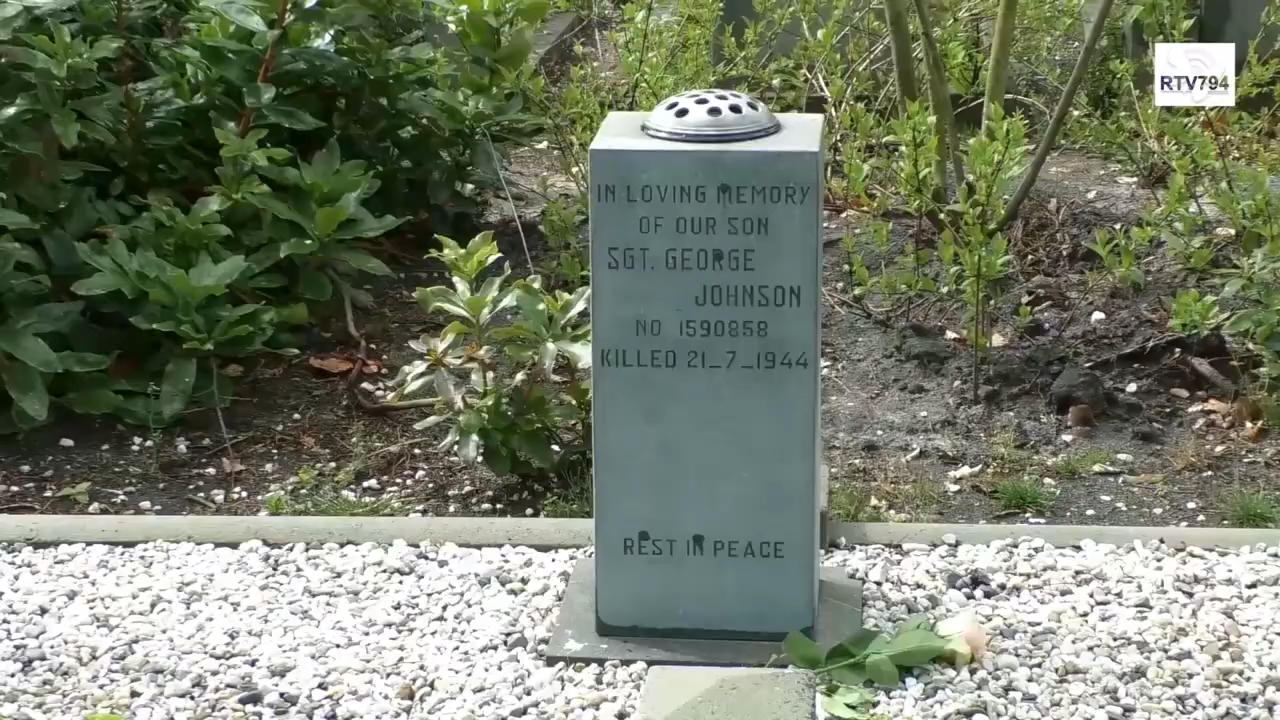 RTV794
IN LOVING MEMORY
OF OUR SON
SGT. GEORGE
JOHNSON
NO 1590858
KILLED 21_7_1944
REST IN PEACE